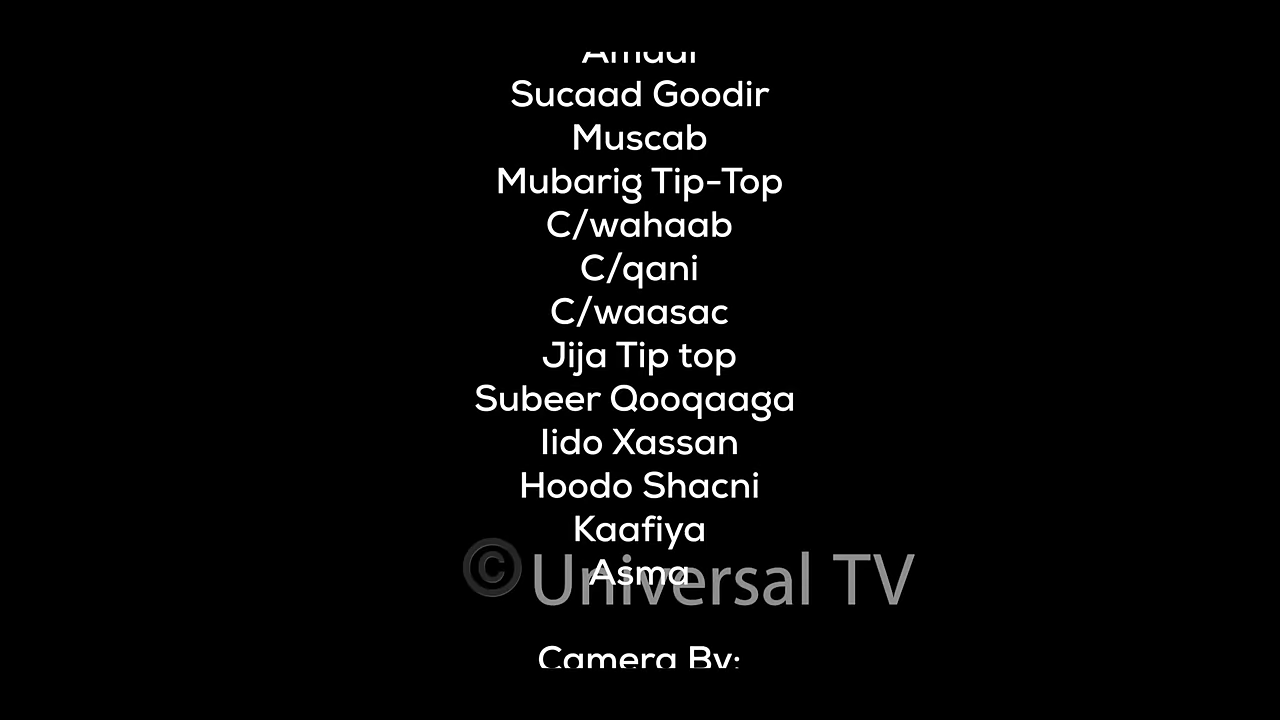 Sucaad Goodir
Muscab
Mubarig Tip-Top
C/wahaab
C/qani
C/waasac
Jija Tip top
Subeer Qooqaaga
Iido Xassan
Hoodo Shacni
Kaafiya
Asma
© Universal TV
Camera By: